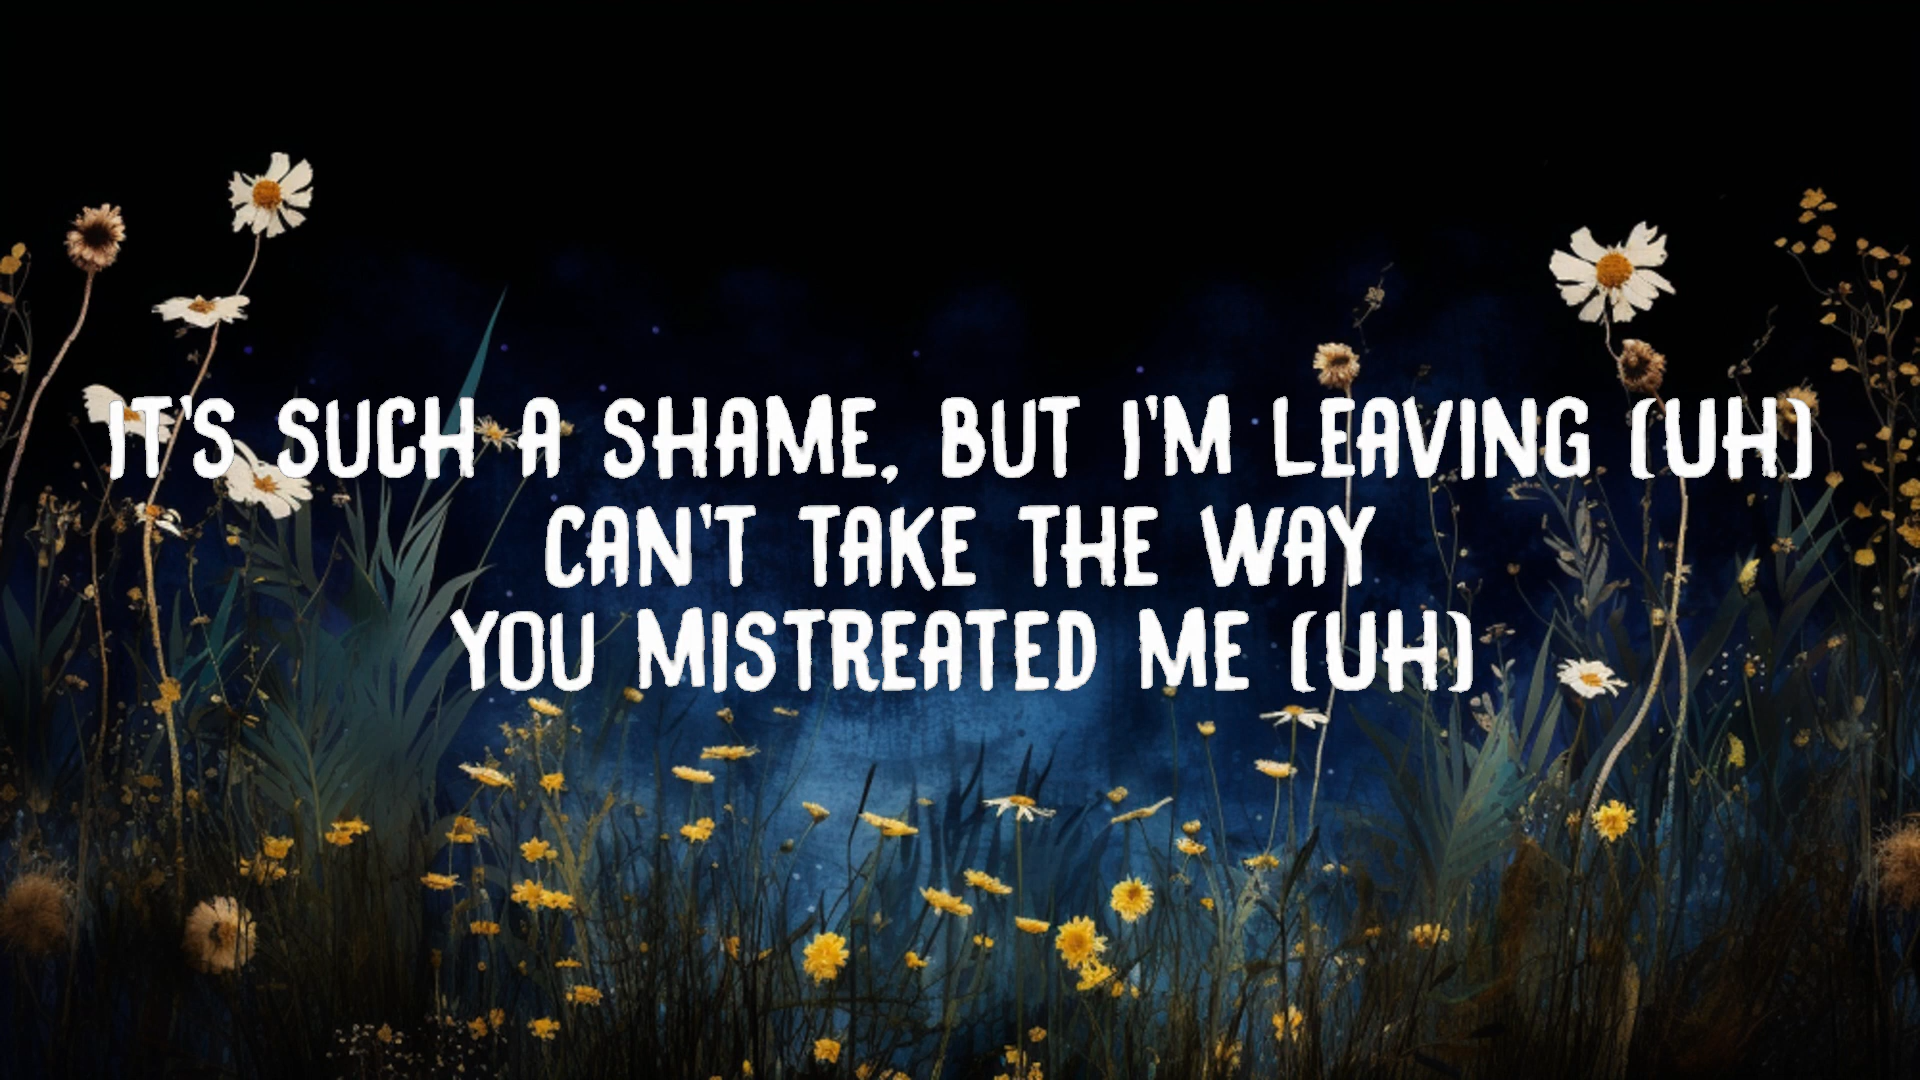 IT'S SUCH A SHAME, BUT I'M LEAVING (UH)
CAN'T TAKE THE WAY
YOU MISTREATED ME (UH)